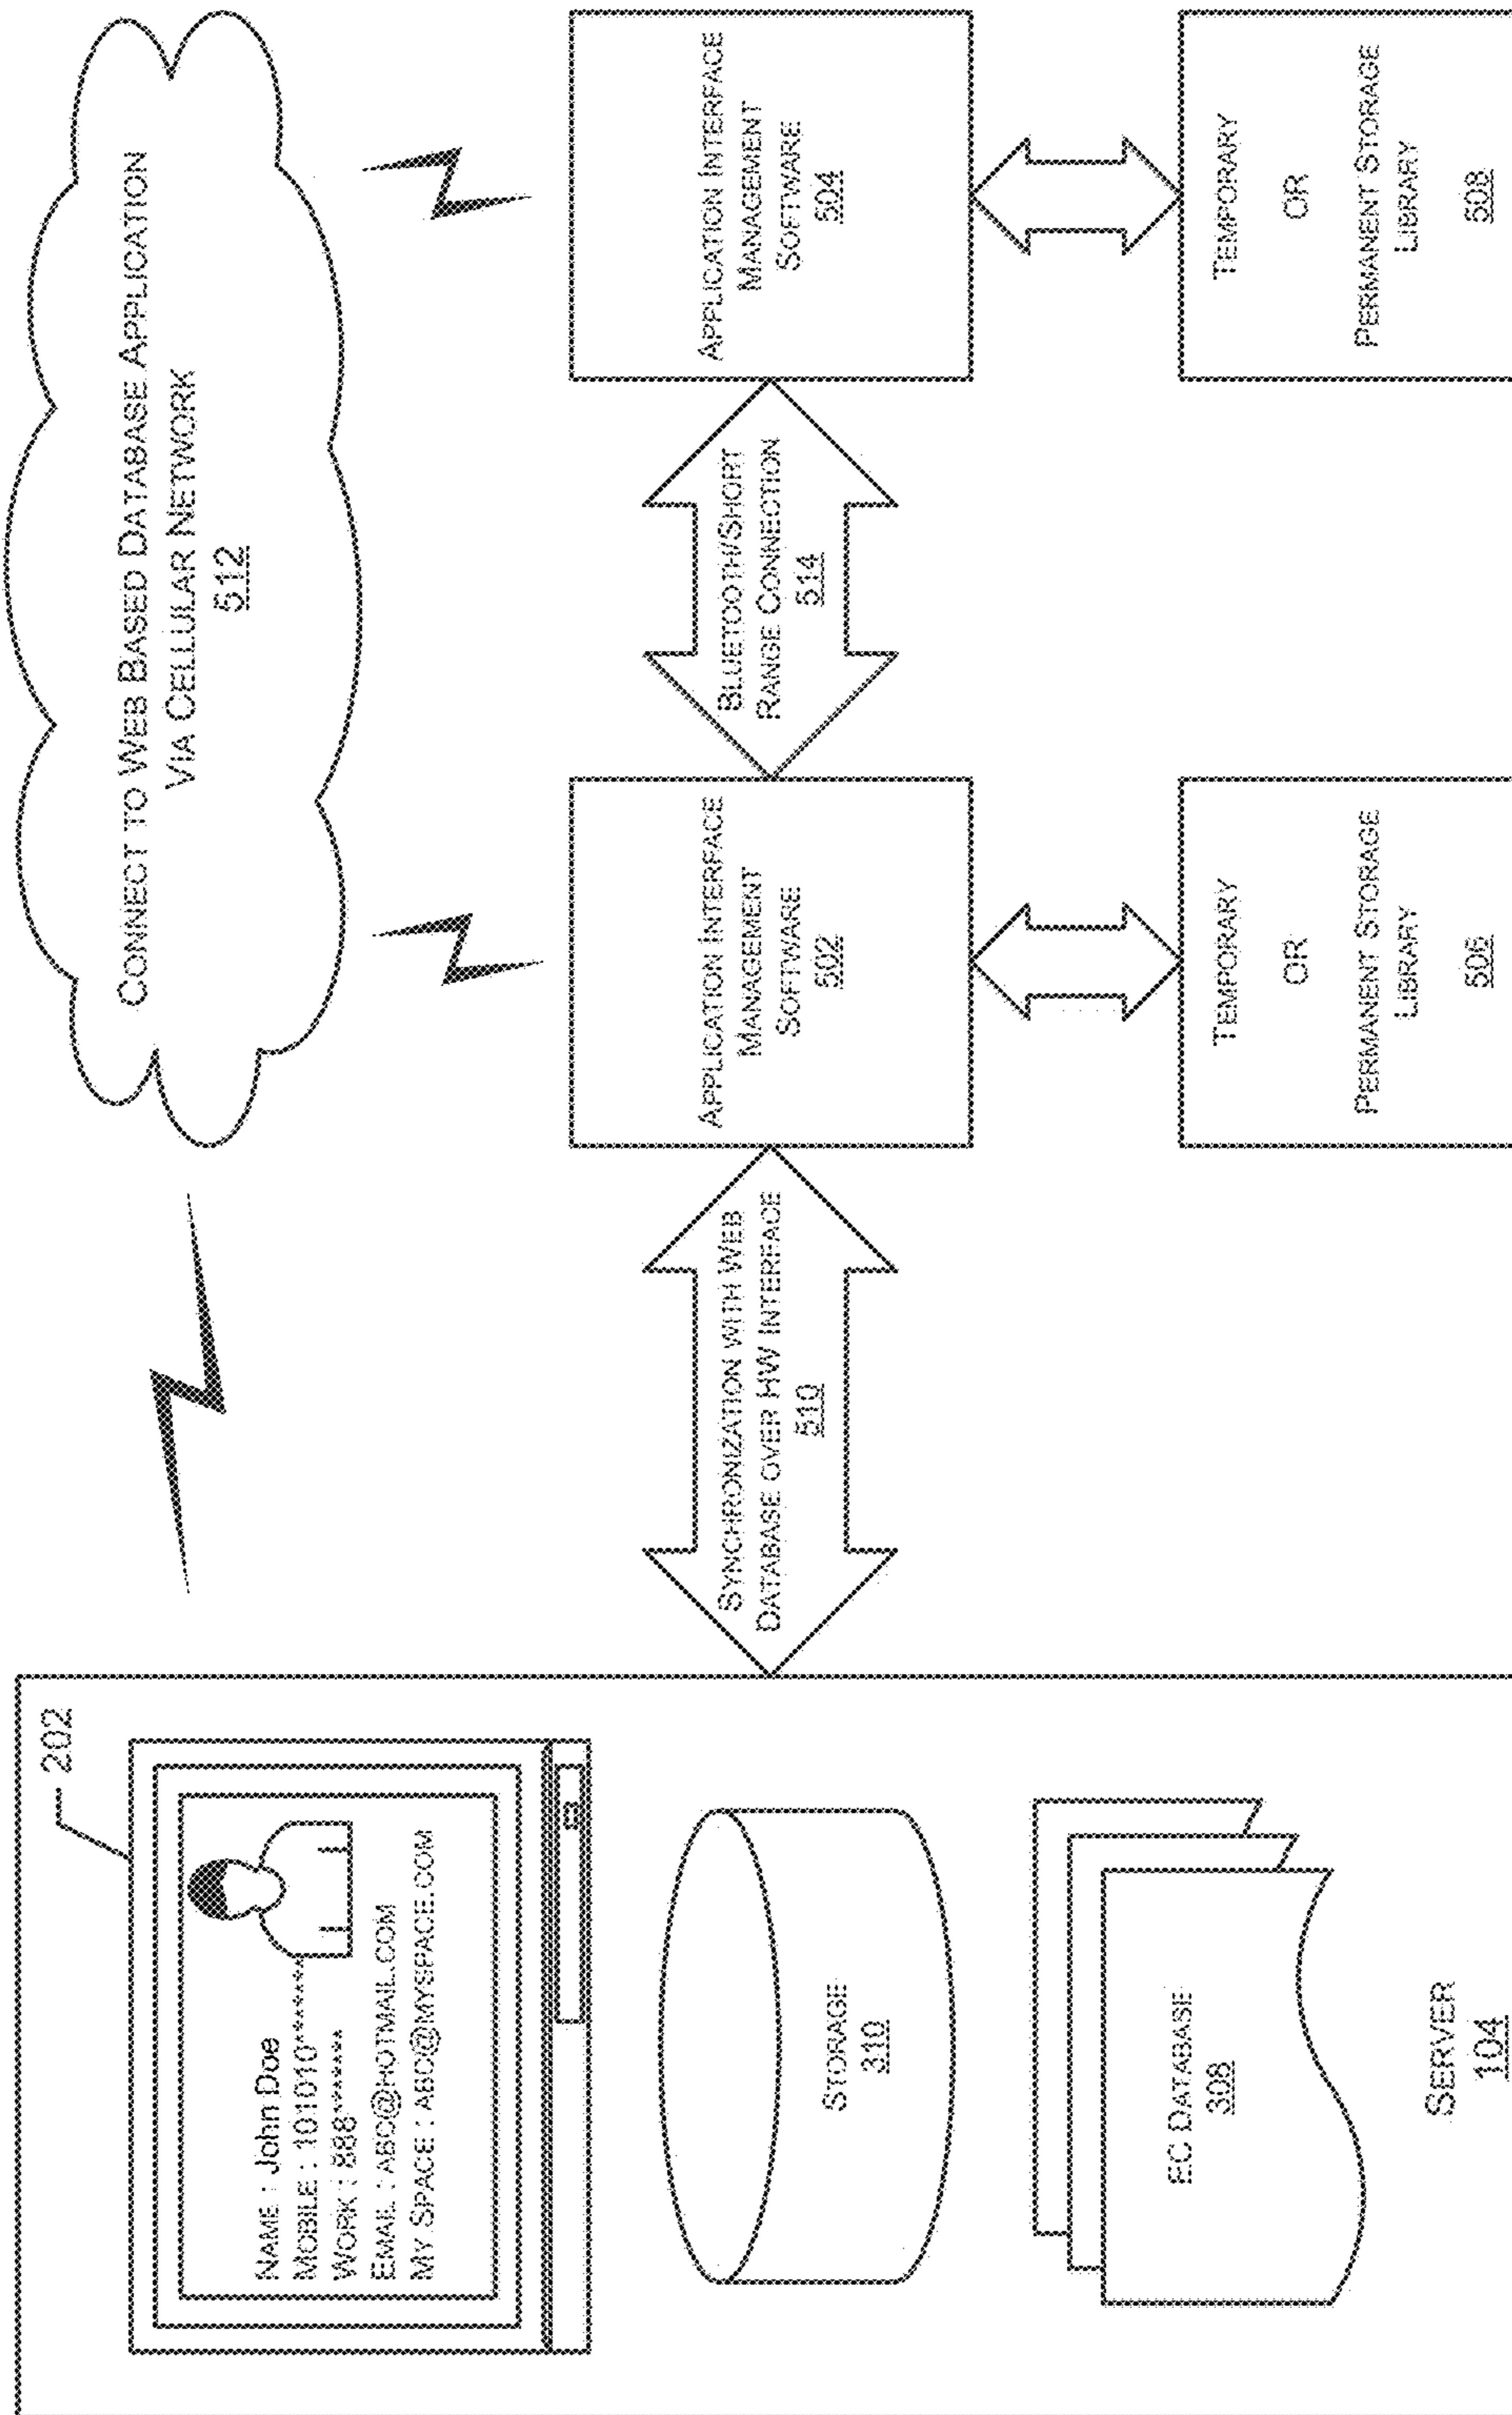 202
NAME : John Doe
MOBILE : 101010******
WORK : 888*******
EMAIL : ABC@HOTMAIL.COM
MY SPACE : ABC@MYSPACE.COM
STORAGE
310
EC DATABASE
308
SERVER
104
CONNECT TO WEB BASED DATABASE APPLICATION
VIA CELLULAR NETWORK
512
SYNCHRONIZATION WITH WEB
DATABASE OVER HW INTERFACE
510
APPLICATION INTERFACE
MANAGEMENT
SOFTWARE
502
BLUETOOTH/SHORT
RANGE CONNECTION
514
APPLICATION INTERFACE
MANAGEMENT
SOFTWARE
504
TEMPORARY
OR
PERMANENT STORAGE
LIBRARY
506
TEMPORARY
OR
PERMANENT STORAGE
LIBRARY
508